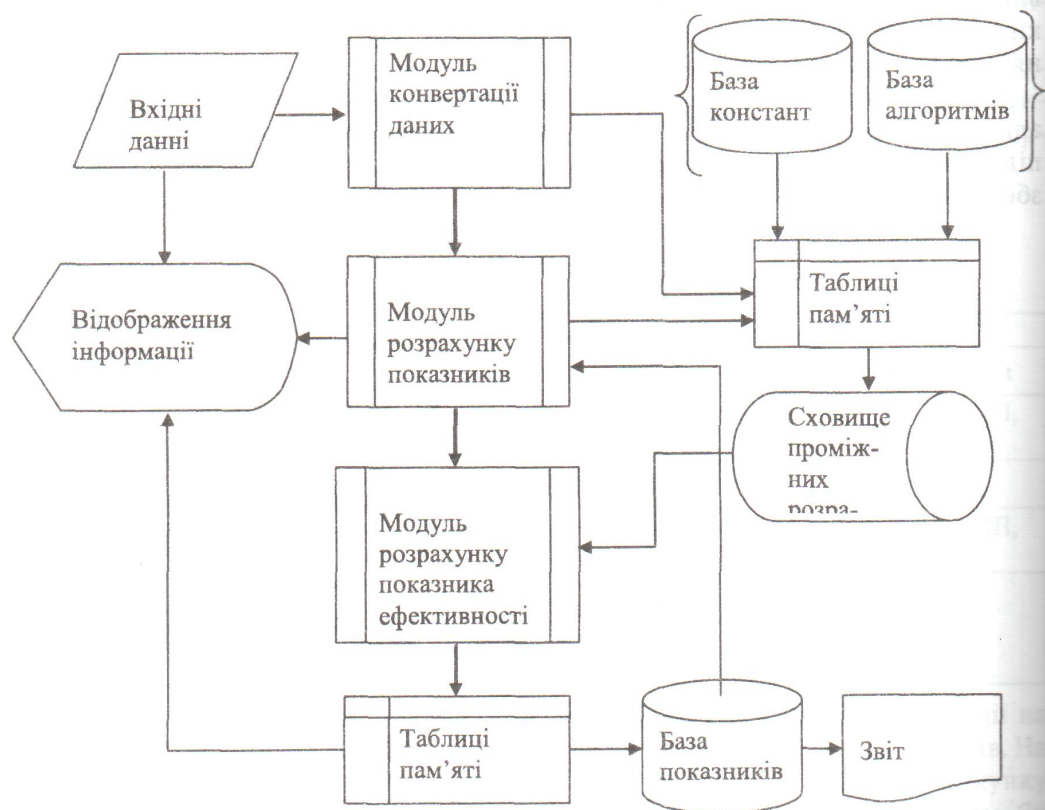 Вхідні
данні
Модуль
конвертації
даних
База
констант
База
алгоритмів
Відображення
інформації
Модуль
розрахунку
показників
Таблиці
пам’яті
Сховище
проміж-
них
розра-
Модуль
розрахунку
показника
ефективності
Таблиці
пам’яті
База
показників
Звіт